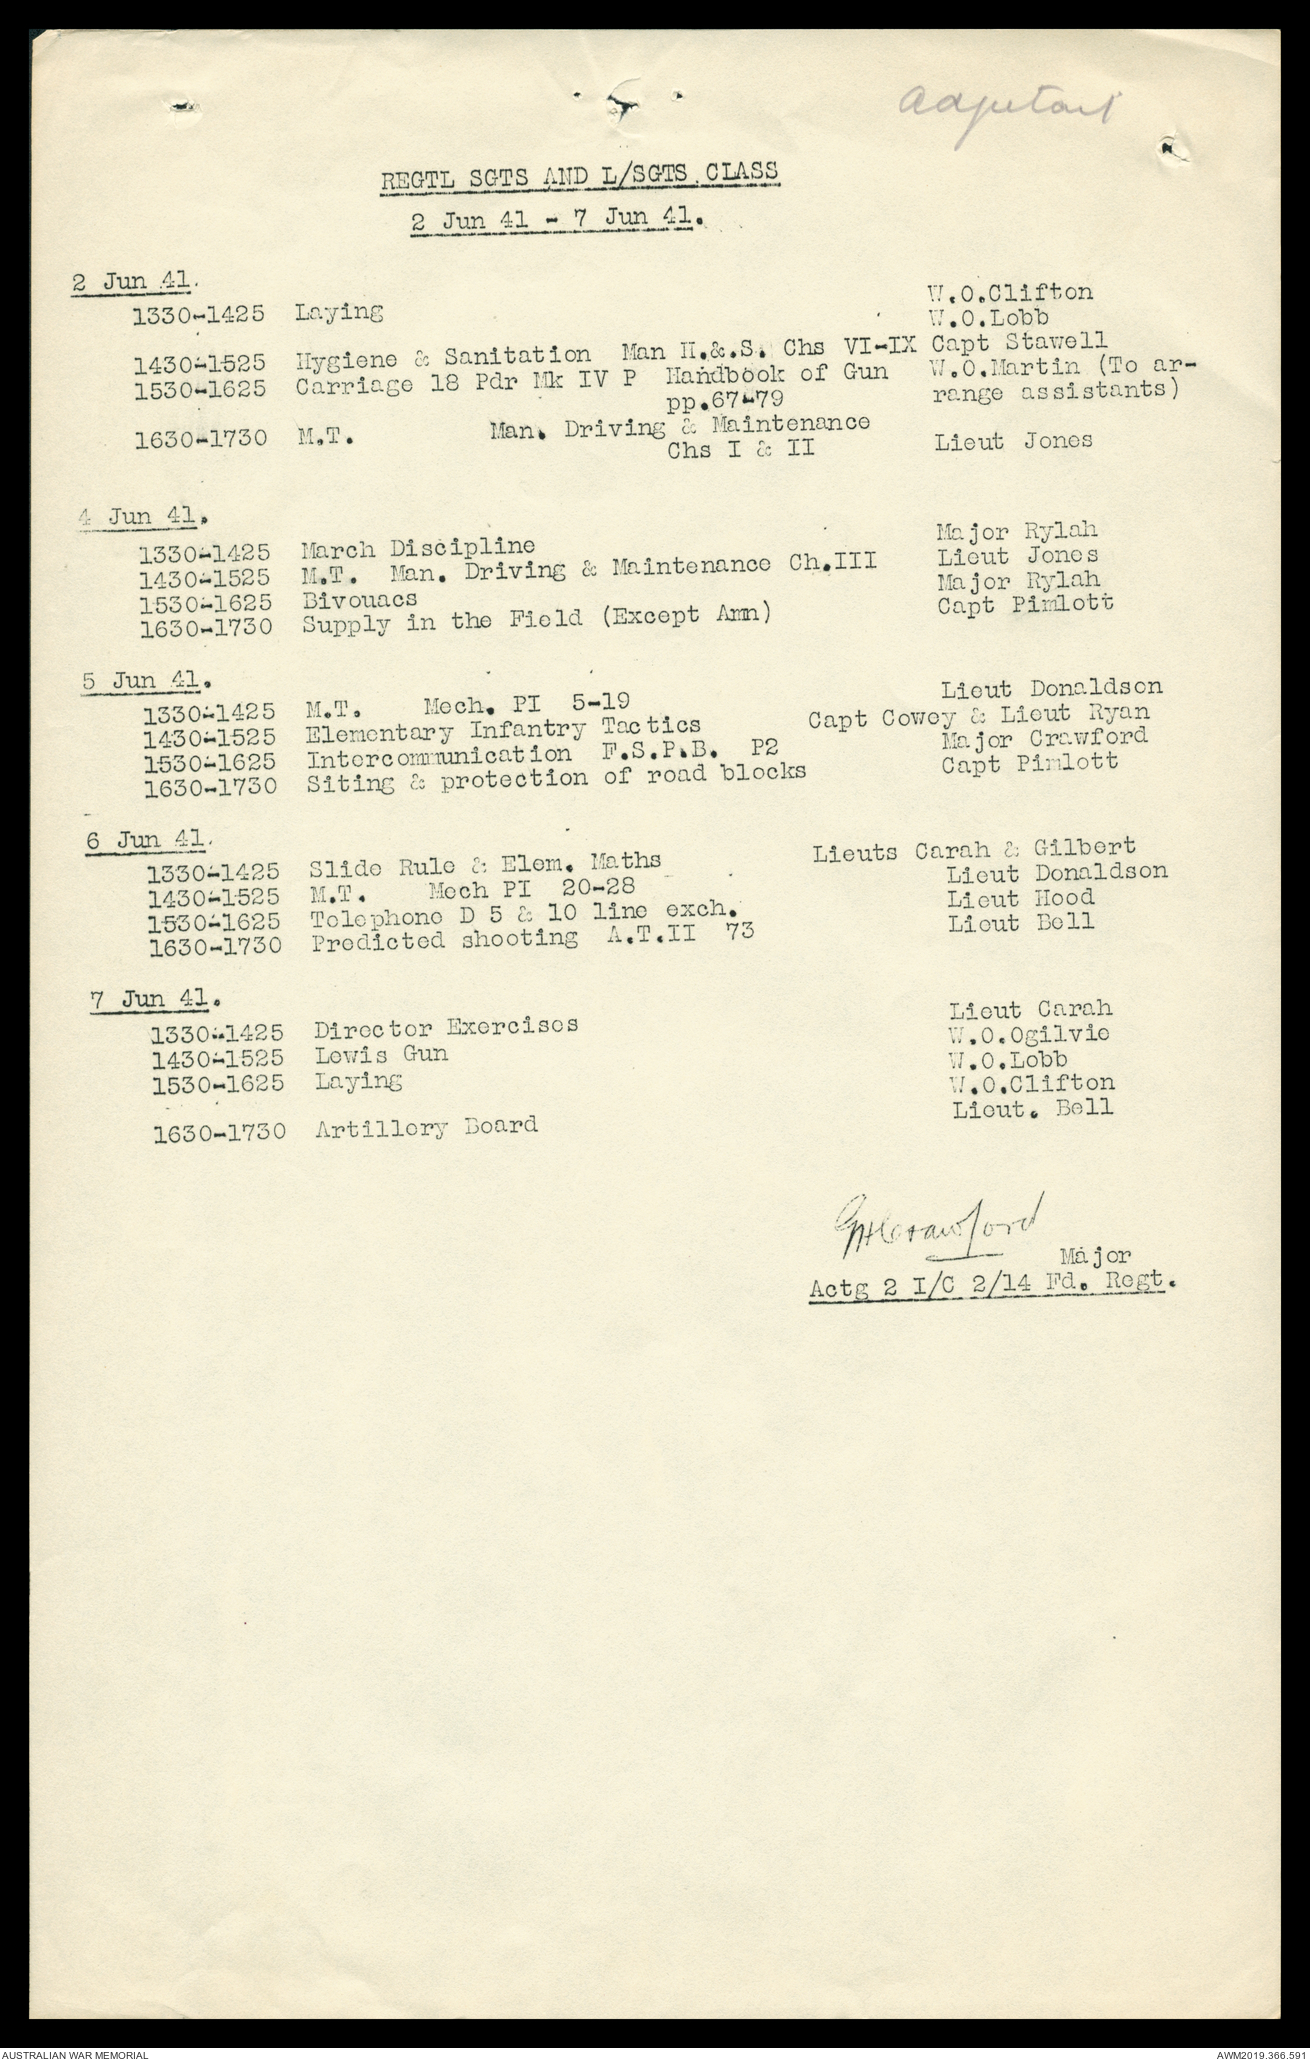 Adjutant
REGTL SGTS AND L/SGTS CLASS
2 Jun 41 - 7 Jun 41.
2 Jun 41.
W.O.Clifton
1330-1425 Laying W.O.Lobb
1430-1525 Hygiene & Sanitation Man H.&.S. Chs VI-IX Capt Stawell
1530-1625 Carriage 18 Pdr Mk IV P Handbook of Gun W.O.Martin (To ar-
pp.67-79 range assistants)
1630-1730 M.T. Man. Driving & Maintenance
Chs I & II Lieut Jones
4 Jun 41.
1330-1425 March Discipline Major Rylah
1430-1525 M.T. Man. Driving & Maintenance Ch.III Lieut Jones
1530-1625 Bivouacs Major Rylah
1630-1730 Supply in the Field (Except Amn) Capt Pimlott
5 Jun 41.
1330-1425 M.T. Mech. PI 5-19 Lieut Donaldson
1430-1525 Elementary Infantry Tactics Capt Cowey & Lieut Ryan
1530-1625 Intercommunication F.S.P.B. P2 Major Crawford
1630-1730 Siting & protection of road blocks Capt Pimlott
6 Jun 41.
1330-1425 Slide Rule & Elem. Maths Lieuts Carah & Gilbert
1430-1525 M.T. Mech PI 20-28 Lieut Donaldson
1530-1625 Telephone D 5 & 10 line exch. Lieut Hood
1630-1730 Predicted shooting A.T.II 73 Lieut Bell
7 Jun 41.
1330-1425 Director Exercises Lieut Carah
1430-1525 Lewis Gun W.O.Ogilvie
1530-1625 Laying W.O.Lobb
W.O.Clifton
1630-1730 Artillery Board Lieut. Bell
Crawford
Major
Actg 2 I/C 2/14 Fd. Regt.
AUSTRALIAN WAR MEMORIAL AWM2019.366.591